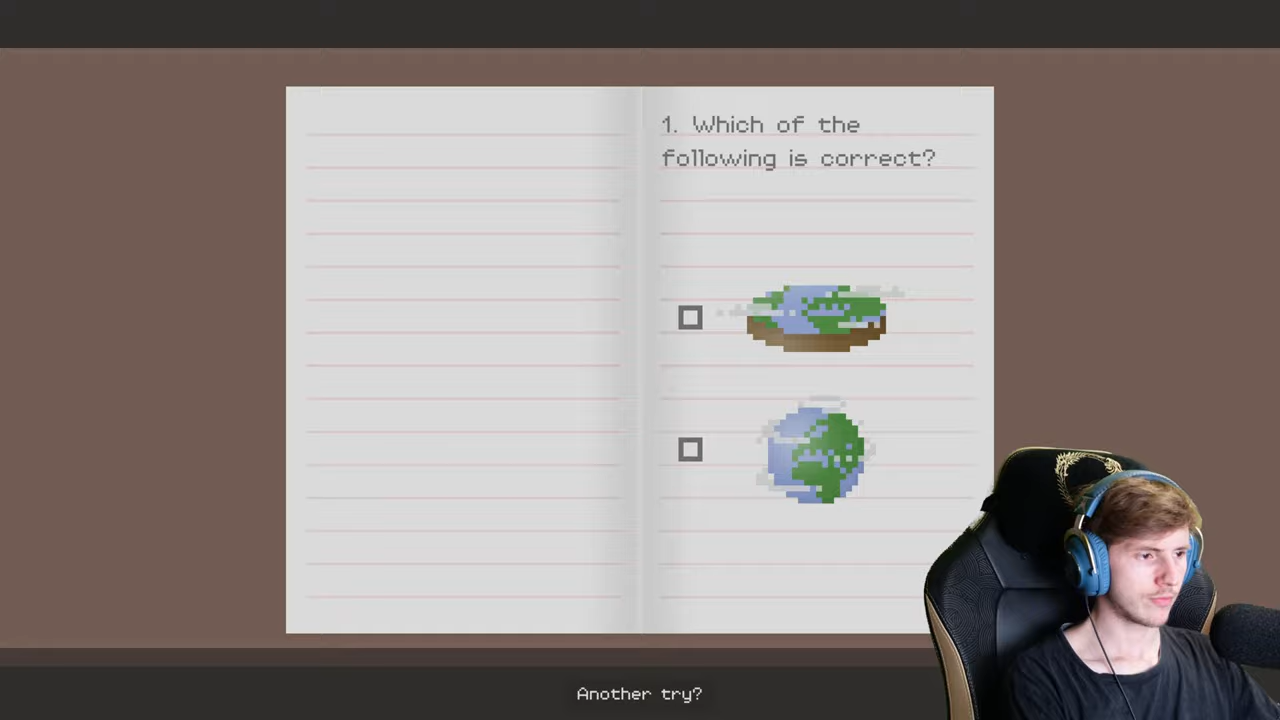 1. Which of the
following is correct?
Another try?